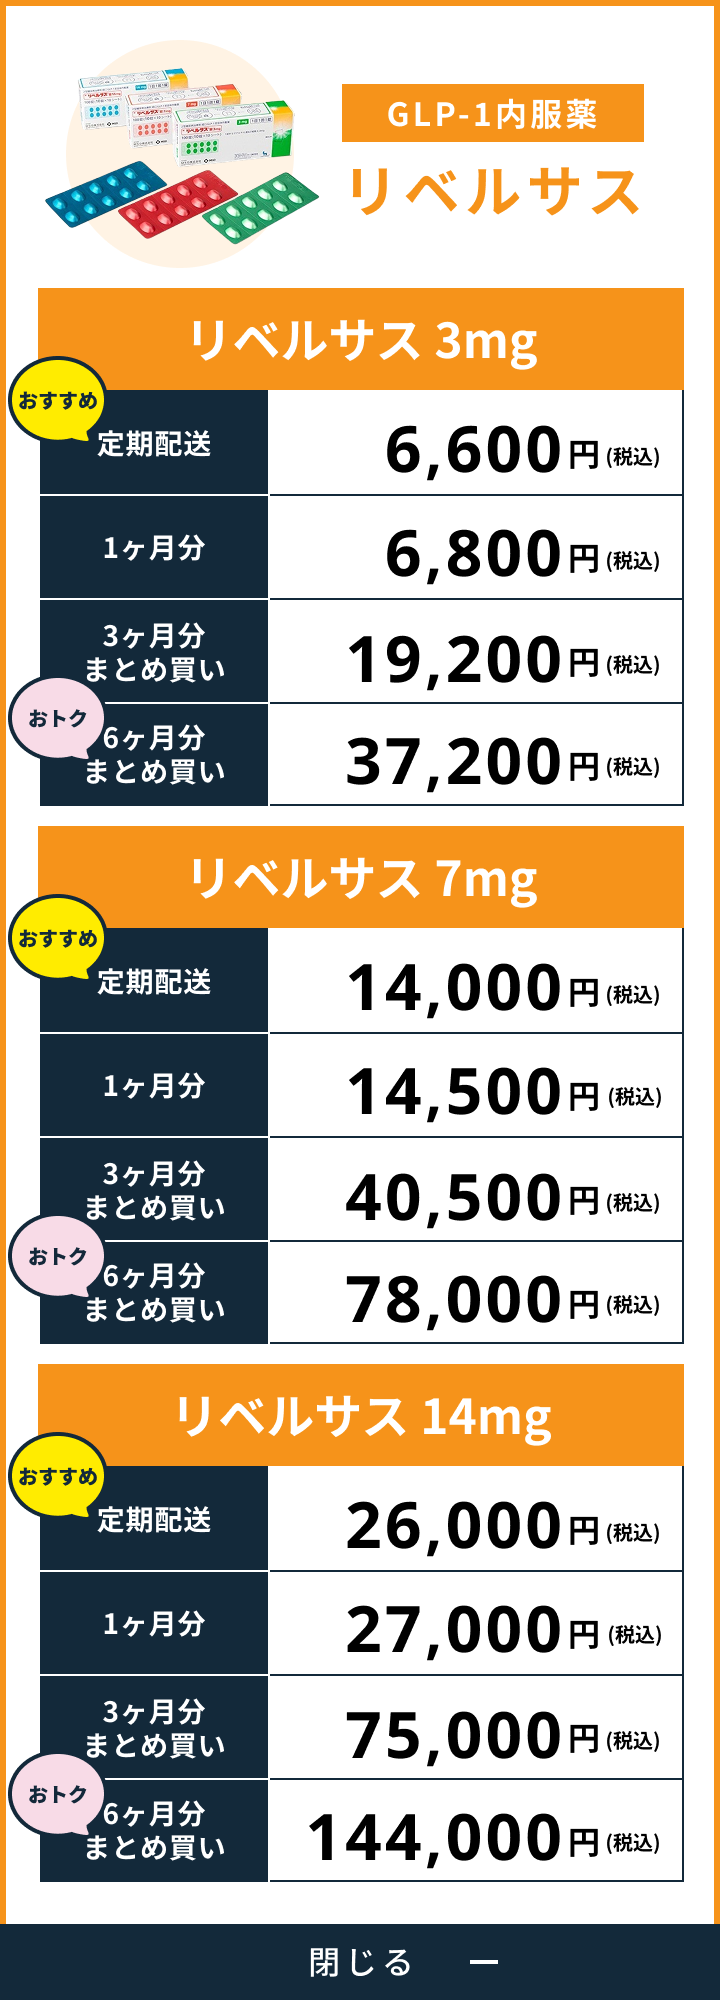 GLP-1内服薬
リベルサス
リベルサス 3mg
おすすめ
定期配送
6,600円(税込)
1ヶ月分
6,800円(税込)
3ヶ月分
まとめ買い
19,200円(税込)
おトク
6ヶ月分
まとめ買い
37,200円(税込)
リベルサス 7mg
おすすめ
定期配送
14,000円(税込)
1ヶ月分
14,500円(税込)
3ヶ月分
まとめ買い
40,500円(税込)
おトク
6ヶ月分
まとめ買い
78,000円(税込)
リベルサス 14mg
おすすめ
定期配送
26,000円(税込)
1ヶ月分
27,000円(税込)
3ヶ月分
まとめ買い
75,000円(税込)
おトク
6ヶ月分
まとめ買い
144,000円(税込)
閉じる